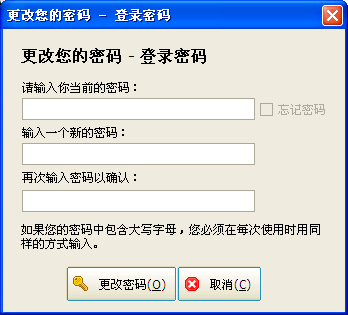 更改您的密码 - 登录密码
更改您的密码 - 登录密码
请输入你当前的密码：
忘记密码
输入一个新的密码：
再次输入密码以确认：
如果您的密码中包含大写字母，您必须在每次使用时用同
样的方式输入。
更改密码(O)
取消(C)